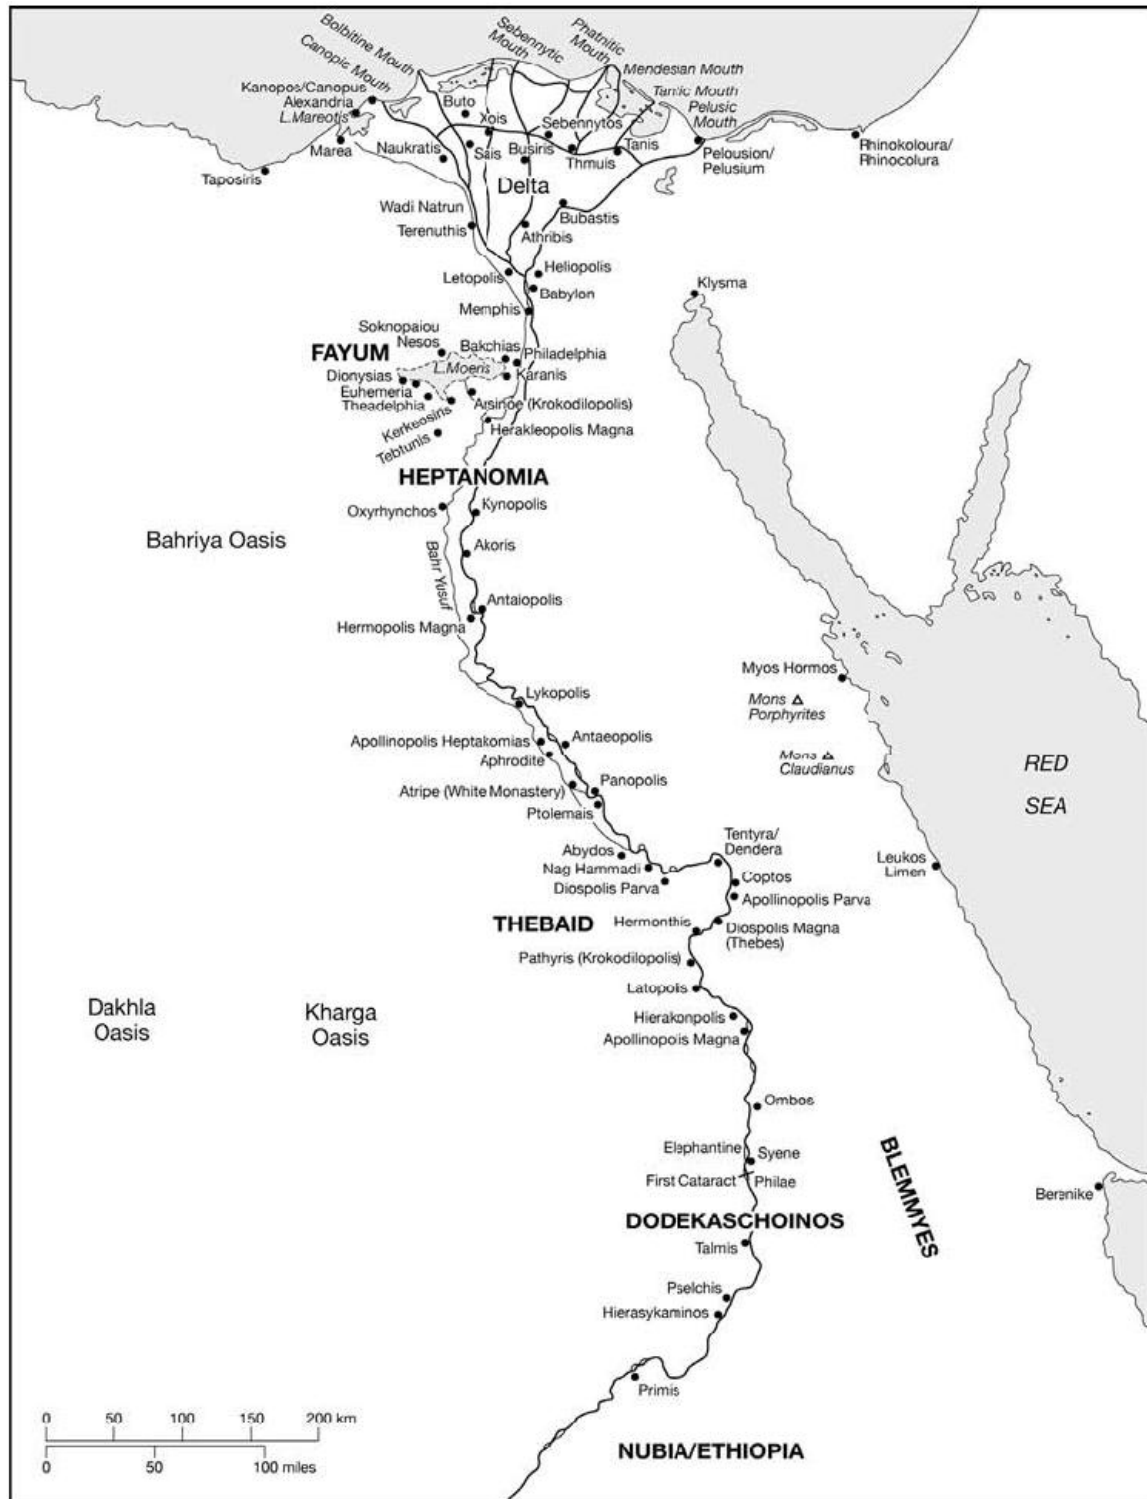 Bolbitine Mouth
Canopic Mouth
Sebennytic
Mouth
Phatnitic
Mouth
Mendesian Mouth
Tanitic Mouth
Pelusic
Mouth
Kanopos/Canopus
Alexandria
L.Mareotis
Marea
Taposiris
Buto
Xois
Sebennytos
Naukratis
Sais
Busiris
Thmuis
Tanis
Pelousion/
Pelusium
Rhinokoloura/
Rhinocolura
Delta
Wadi Natrun
Terenuthis
Bubastis
Athribis
Letopolis
Heliopolis
Babylon
Memphis
Klysma
Soknopaiou
Nesos
FAYUM
Bakchias
Philadelphia
L.Moeris
Dionysias
Karanis
Euhemeria
Theadelphia
Arsinoe (Krokodilopolis)
Kerkeosiris
Tebtunis
Herakleopolis Magna
HEPTANOMIA
Oxyrhynchos
Kynopolis
Bahriya Oasis
Akoris
Bahr Yusuf
Antaiopolis
Hermopolis Magna
Myos Hormos
Mons
Porphyrites
Lykopolis
Apollinopolis Heptakomias
Antaeopolis
Aphrodite
Mons
Claudianus
RED
SEA
Atripe (White Monastery)
Panopolis
Ptolemais
Tentyra/
Dendera
Abydos
Nag Hammadi
Diospolis Parva
Coptos
Apollinopolis Parva
Leukos
Limen
THEBAID
Hermonthis
Diospolis Magna
(Thebes)
Pathyris (Krokodilopolis)
Latopolis
Dakhla
Oasis
Kharga
Oasis
Hierakonpolis
Apollinopolis Magna
Ombos
Elephantine
Syene
First Cataract
Philae
BLEMMYES
Berenike
DODEKASCHOINOS
Talmis
Pselchis
Hierasykaminos
Primis
0 50 100 150 200 km
0 50 100 miles
NUBIA/ETHIOPIA